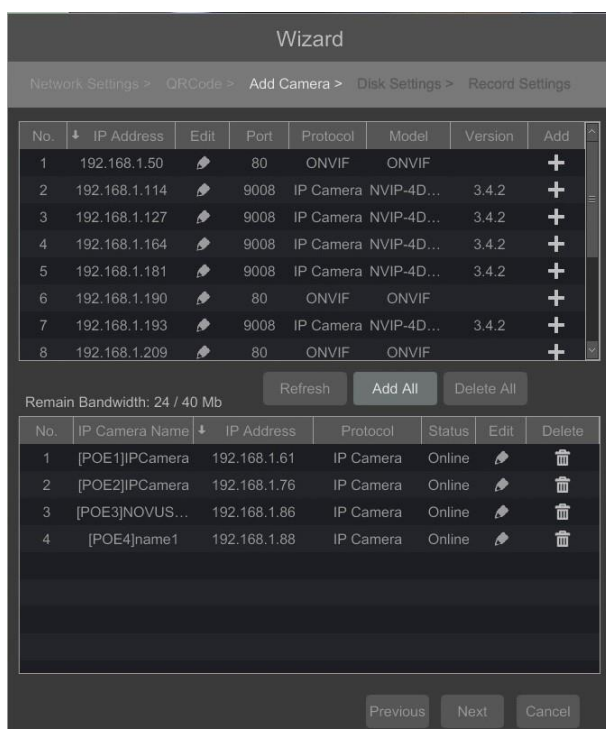 Wizard
Network Settings > QRCode > Add Camera > Disk Settings > Record Settings
No. IP Address Edit Port Protocol Model Version Add
1 192.168.1.50 80 ONVIF ONVIF
2 192.168.1.114 9008 IP Camera NVIP-4D... 3.4.2
3 192.168.1.127 9008 IP Camera NVIP-4D... 3.4.2
4 192.168.1.164 9008 IP Camera NVIP-4D... 3.4.2
5 192.168.1.181 9008 IP Camera NVIP-4D... 3.4.2
6 192.168.1.190 80 ONVIF ONVIF
7 192.168.1.193 9008 IP Camera NVIP-4D... 3.4.2
8 192.168.1.209 80 ONVIF ONVIF
Refresh Add All Delete All
Remain Bandwidth: 24 / 40 Mb
No. IP Camera Name IP Address Protocol Status Edit Delete
1 [POE1]IPCamera 192.168.1.61 IP Camera Online
2 [POE2]IPCamera 192.168.1.76 IP Camera Online
3 [POE3]NOVUS... 192.168.1.86 IP Camera Online
4 [POE4]name1 192.168.1.88 IP Camera Online
Previous Next Cancel